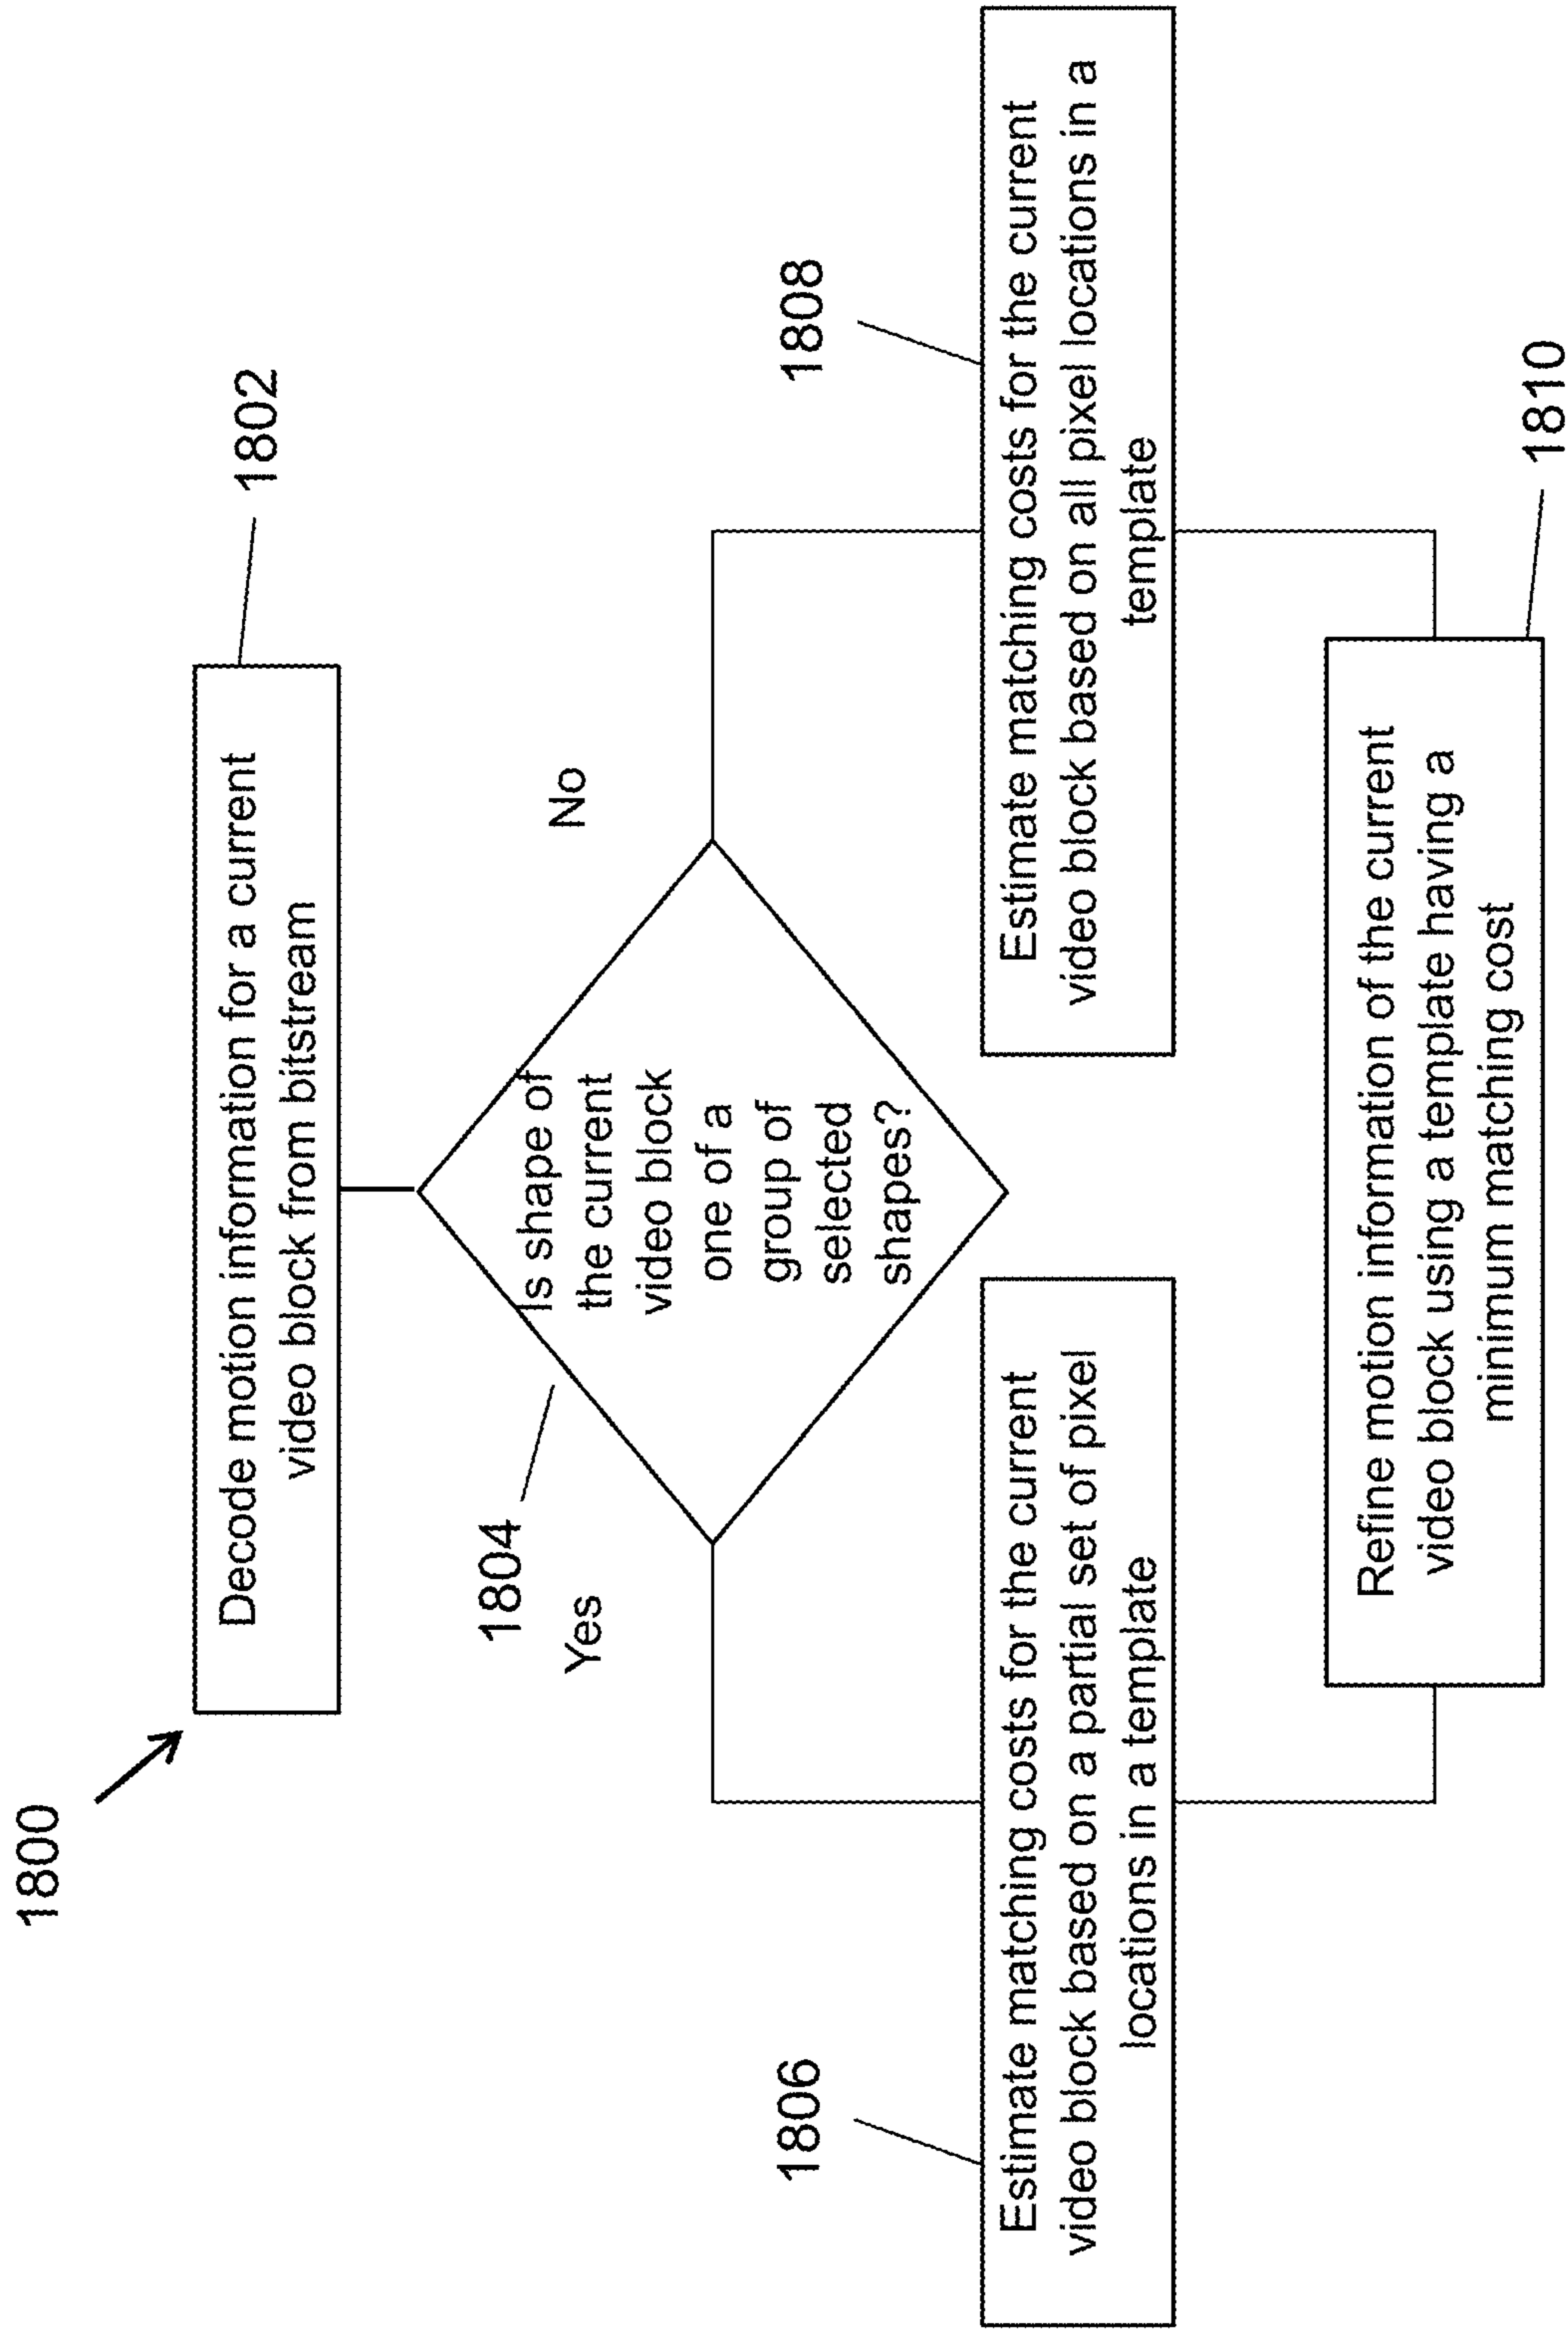 1800
1802
Decode motion information for a current
video block from bitstream
1804
Yes
No
Is shape of
the current
video block
one of a
group of
selected
shapes?
1806
Estimate matching costs for the current
video block based on a partial set of pixel
locations in a template
1808
Estimate matching costs for the current
video block based on all pixel locations in a
template
Refine motion information of the current
video block using a template having a
minimum matching cost
1810